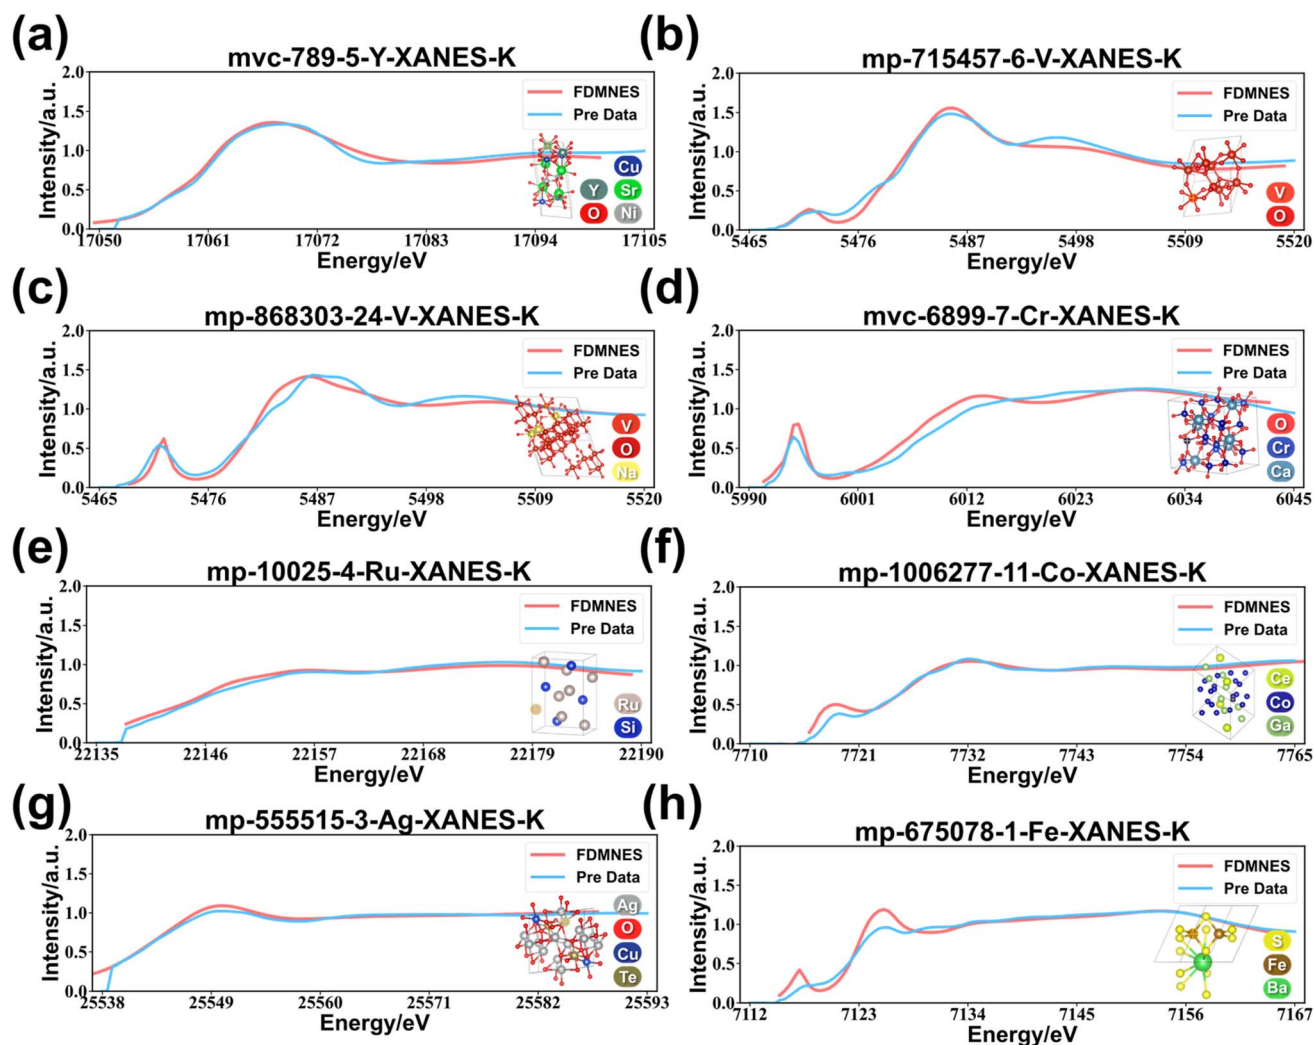 (a)
mvc-789-5-Y-XANES-K
Intensity/a.u.
2.0
1.5
1.0
0.5
0.0
FDMNES
Pre Data
Cu
Y Sr
O Ni
17050 17061 17072 17083 17094 17105
Energy/eV
(b)
mp-715457-6-V-XANES-K
Intensity/a.u.
2.0
1.5
1.0
0.5
0.0
FDMNES
Pre Data
V
O
5465 5476 5487 5498 5509 5520
Energy/eV
(c)
mp-868303-24-V-XANES-K
Intensity/a.u.
2.0
1.5
1.0
0.5
0.0
FDMNES
Pre Data
V
O
Na
5465 5476 5487 5498 5509 5520
Energy/eV
(d)
mvc-6899-7-Cr-XANES-K
Intensity/a.u.
2.0
1.5
1.0
0.5
0.0
FDMNES
Pre Data
O
Cr
Ca
5990 6001 6012 6023 6034 6045
Energy/eV
(e)
mp-10025-4-Ru-XANES-K
Intensity/a.u.
2.0
1.5
1.0
0.5
0.0
FDMNES
Pre Data
Ru
Si
22135 22146 22157 22168 22179 22190
Energy/eV
(f)
mp-1006277-11-Co-XANES-K
Intensity/a.u.
2.0
1.5
1.0
0.5
0.0
FDMNES
Pre Data
Ce
Co
Ga
7710 7721 7732 7743 7754 7765
Energy/eV
(g)
mp-555515-3-Ag-XANES-K
Intensity/a.u.
2.0
1.5
1.0
0.5
0.0
FDMNES
Pre Data
Ag
O
Cu
Te
25538 25549 25560 25571 25582 25593
Energy/eV
(h)
mp-675078-1-Fe-XANES-K
Intensity/a.u.
2.0
1.5
1.0
0.5
0.0
FDMNES
Pre Data
S
Fe
Ba
7112 7123 7134 7145 7156 7167
Energy/eV